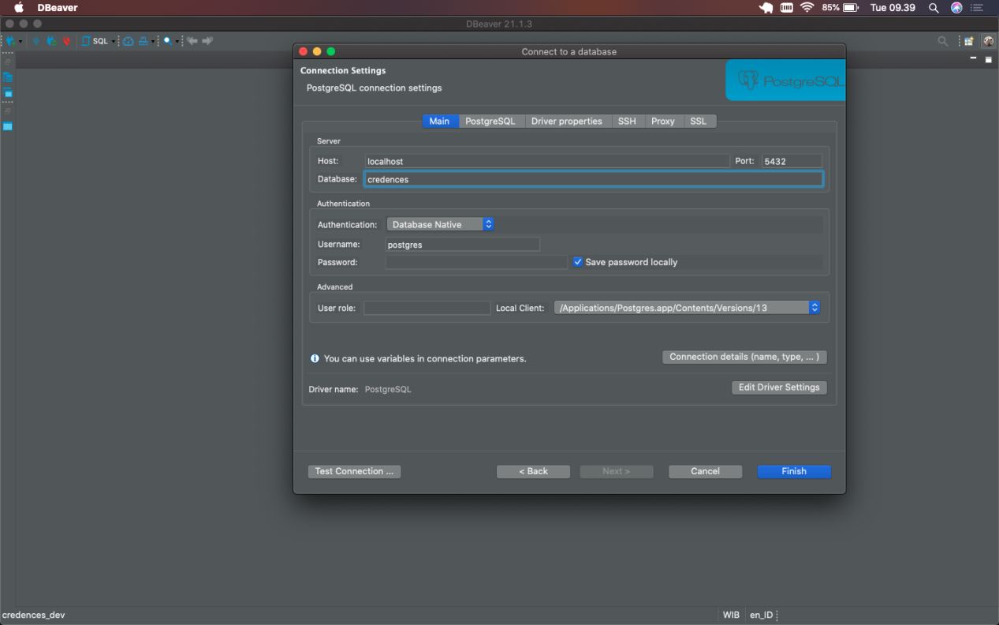 DBeaver
85%
Tue 09.39
DBeaver 21.1.3
SQL
Connect to a database
Connection Settings
PostgreSQL connection settings
PostgreSQL
Main PostgreSQL Driver properties SSH Proxy SSL
Server
Host: localhost Port: 5432
Database: credences
Authentication
Authentication: Database Native
Username: postgres
Password: Save password locally
Advanced
User role: Local Client: /Applications/Postgres.app/Contents/Versions/13
You can use variables in connection parameters.
Connection details (name, type, ... )
Driver name: PostgreSQL
Edit Driver Settings
Test Connection ... < Back Next > Cancel Finish
credences_dev WIB en_ID